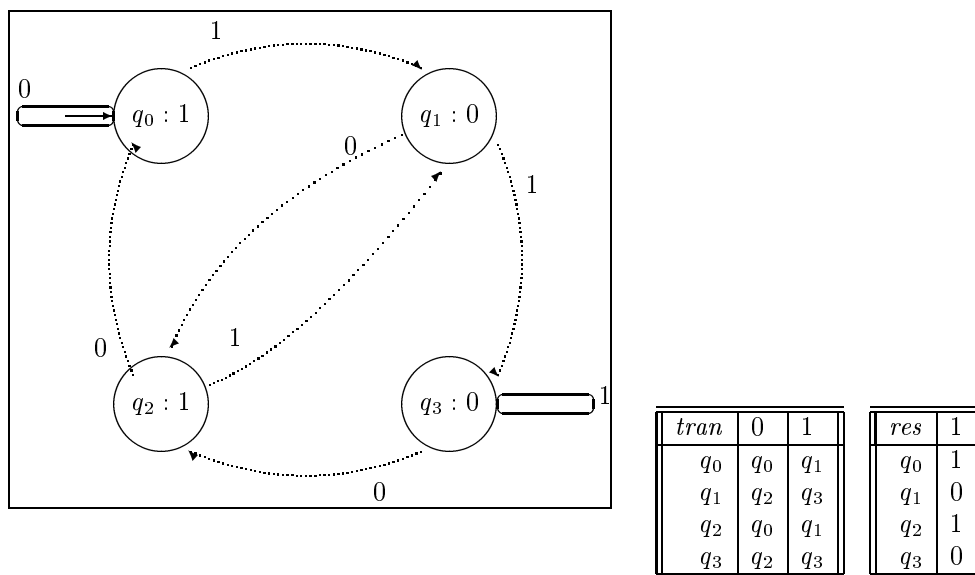 1
0
q₀ : 1
q₁ : 0
0
1
0
1
q₂ : 1
q₃ : 0
1
0
tran 0 1
q₀ q₀ q₁
q₁ q₂ q₃
q₂ q₀ q₁
q₃ q₂ q₃
res 1
q₀ 1
q₁ 0
q₂ 1
q₃ 0